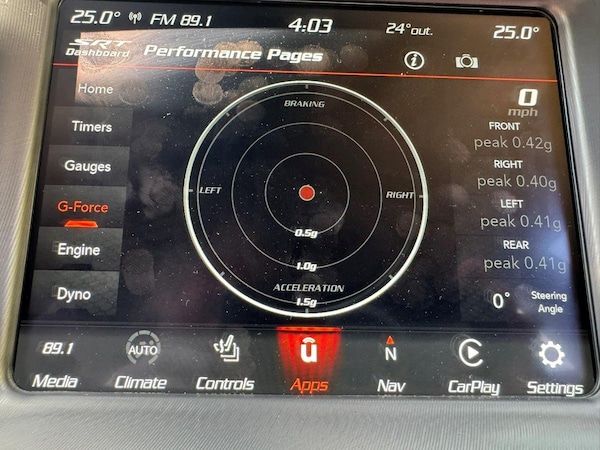 25.0° FM 89.1 4:03 24°out. 25.0°
SRT Performance Pages
Dashboard
Home
Timers
Gauges
G-Force
Engine
Dyno
BRAKING
LEFT
RIGHT
0.5g
1.0g
ACCELERATION
1.5g
0
mph
FRONT
peak 0.42g
RIGHT
peak 0.40g
LEFT
peak 0.41g
REAR
peak 0.41g
0° Steering
Angle
89.1 AUTO N
Media Climate Controls Apps Nav CarPlay Settings